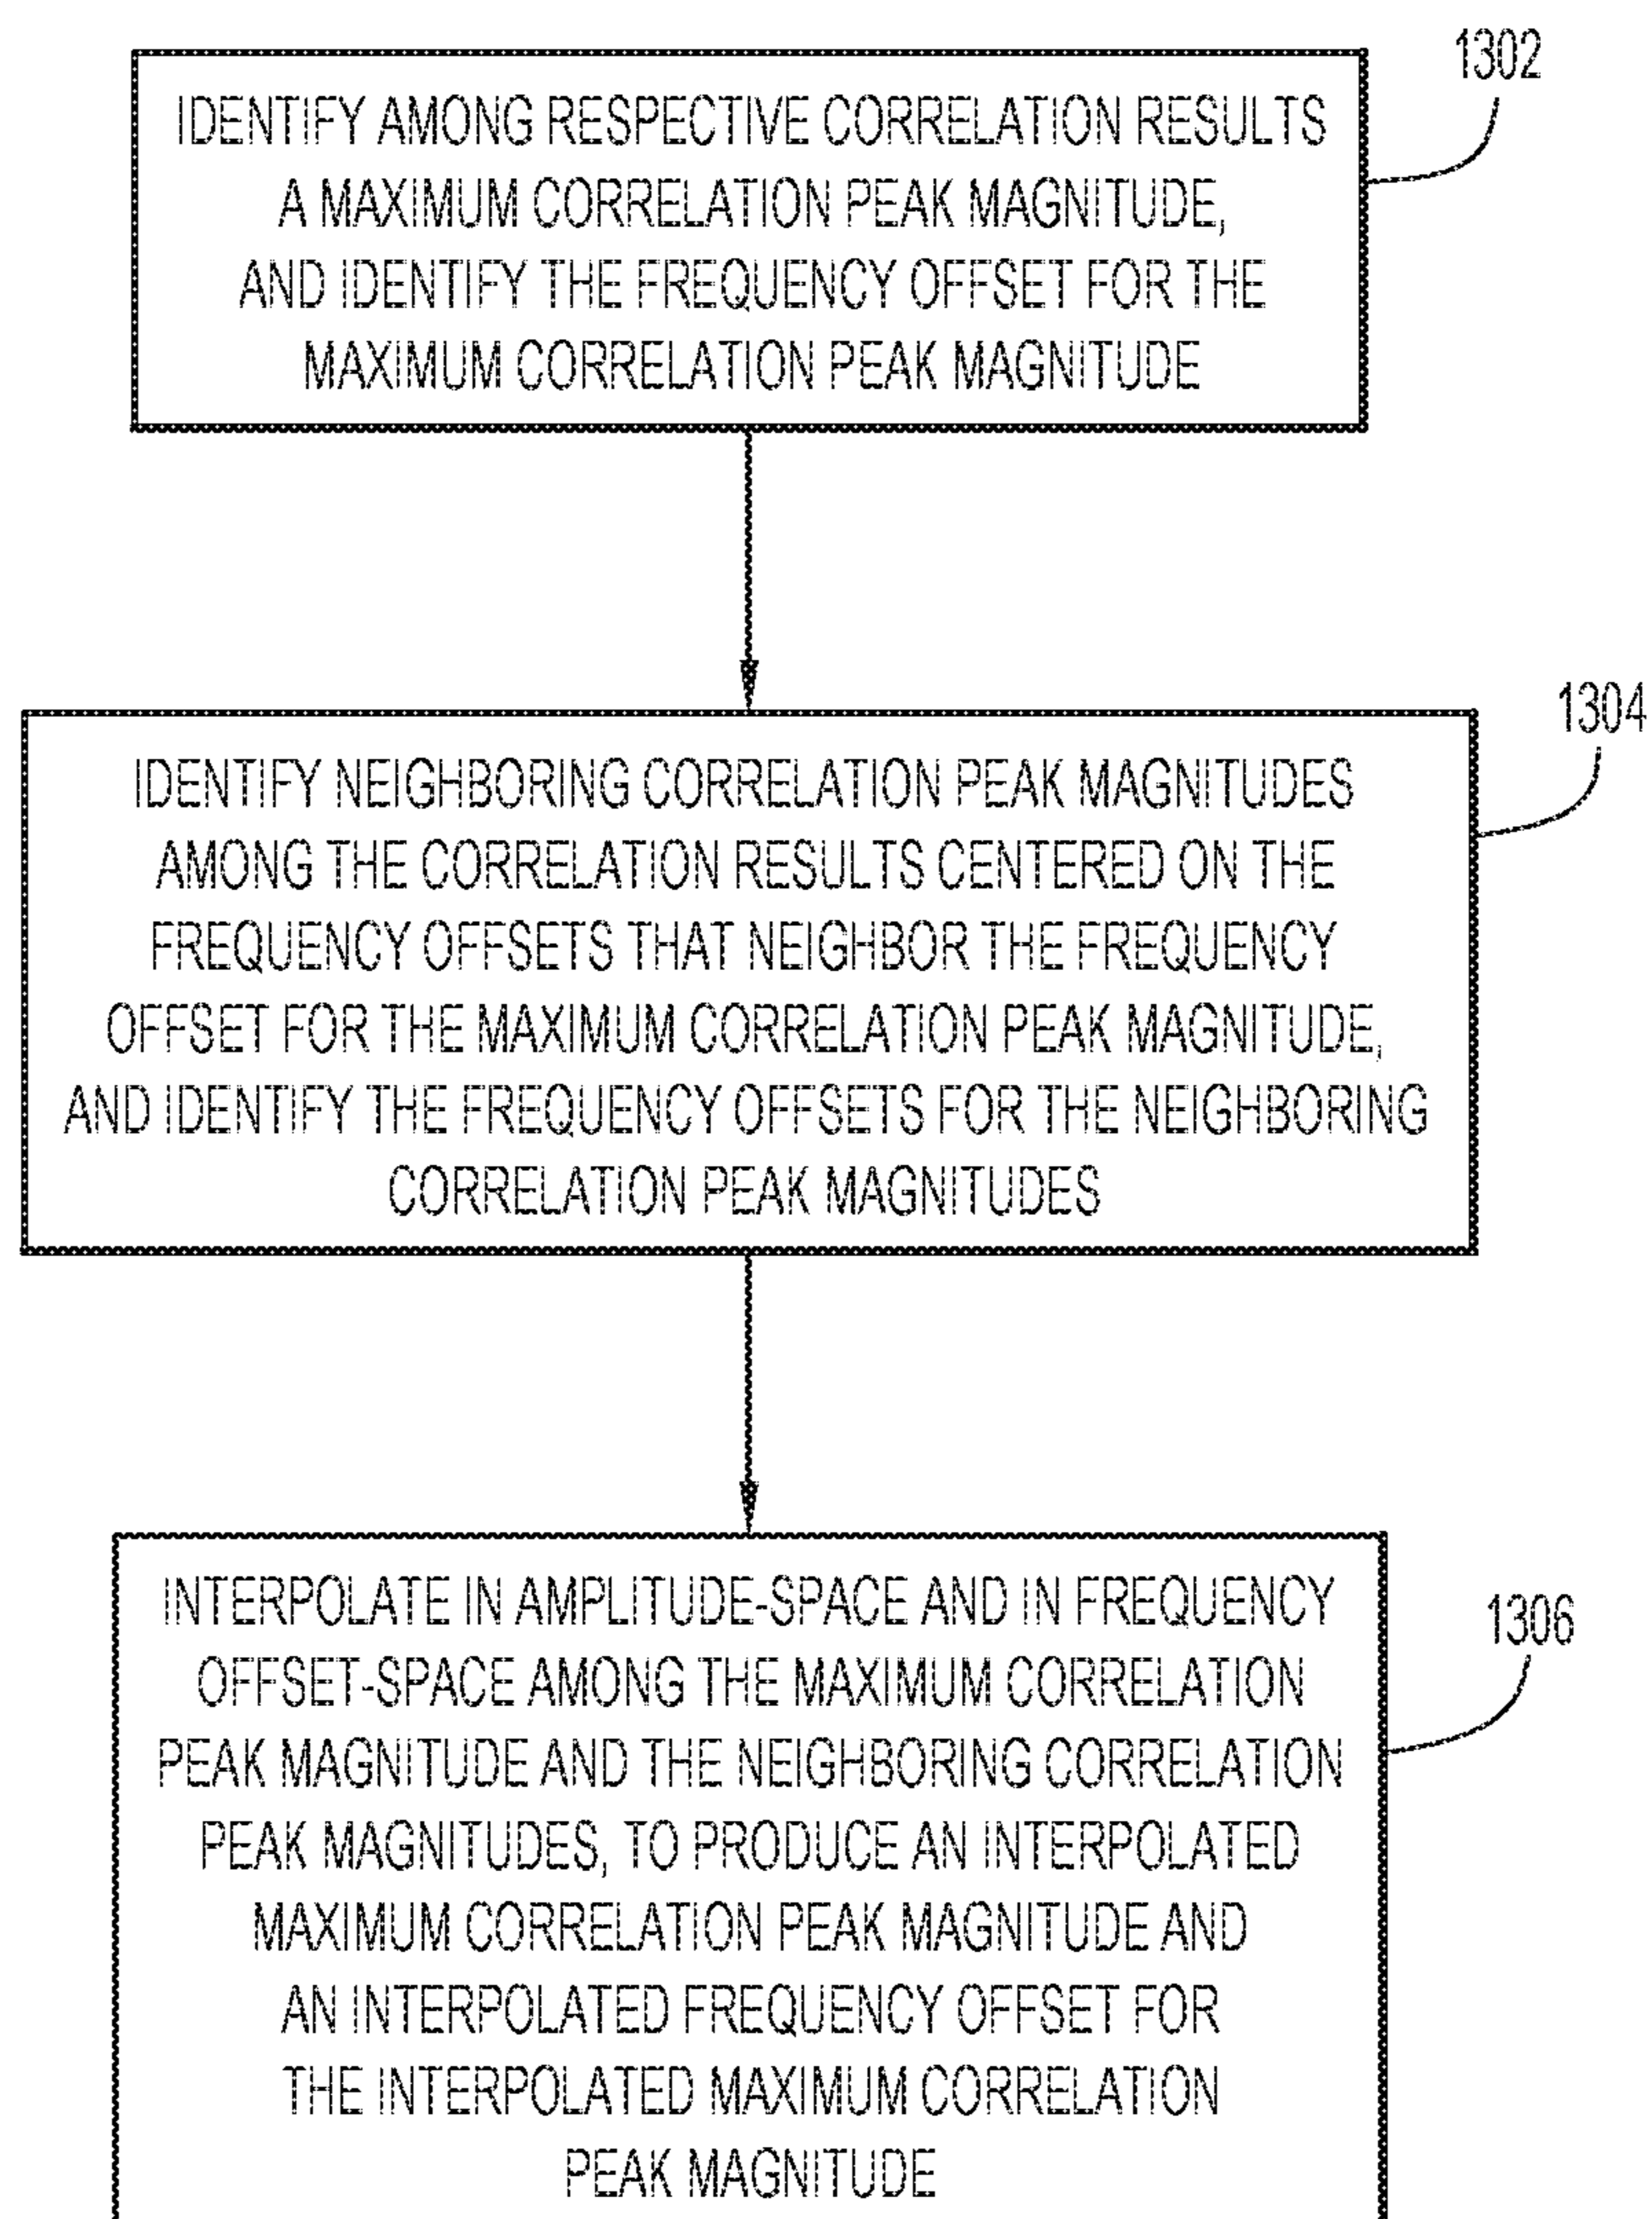 1302
IDENTIFY AMONG RESPECTIVE CORRELATION RESULTS
A MAXIMUM CORRELATION PEAK MAGNITUDE,
AND IDENTIFY THE FREQUENCY OFFSET FOR THE
MAXIMUM CORRELATION PEAK MAGNITUDE
1304
IDENTIFY NEIGHBORING CORRELATION PEAK MAGNITUDES
AMONG THE CORRELATION RESULTS CENTERED ON THE
FREQUENCY OFFSETS THAT NEIGHBOR THE FREQUENCY
OFFSET FOR THE MAXIMUM CORRELATION PEAK MAGNITUDE,
AND IDENTIFY THE FREQUENCY OFFSETS FOR THE NEIGHBORING
CORRELATION PEAK MAGNITUDES
1306
INTERPOLATE IN AMPLITUDE-SPACE AND IN FREQUENCY
OFFSET-SPACE AMONG THE MAXIMUM CORRELATION
PEAK MAGNITUDE AND THE NEIGHBORING CORRELATION
PEAK MAGNITUDES, TO PRODUCE AN INTERPOLATED
MAXIMUM CORRELATION PEAK MAGNITUDE AND
AN INTERPOLATED FREQUENCY OFFSET FOR
THE INTERPOLATED MAXIMUM CORRELATION
PEAK MAGNITUDE